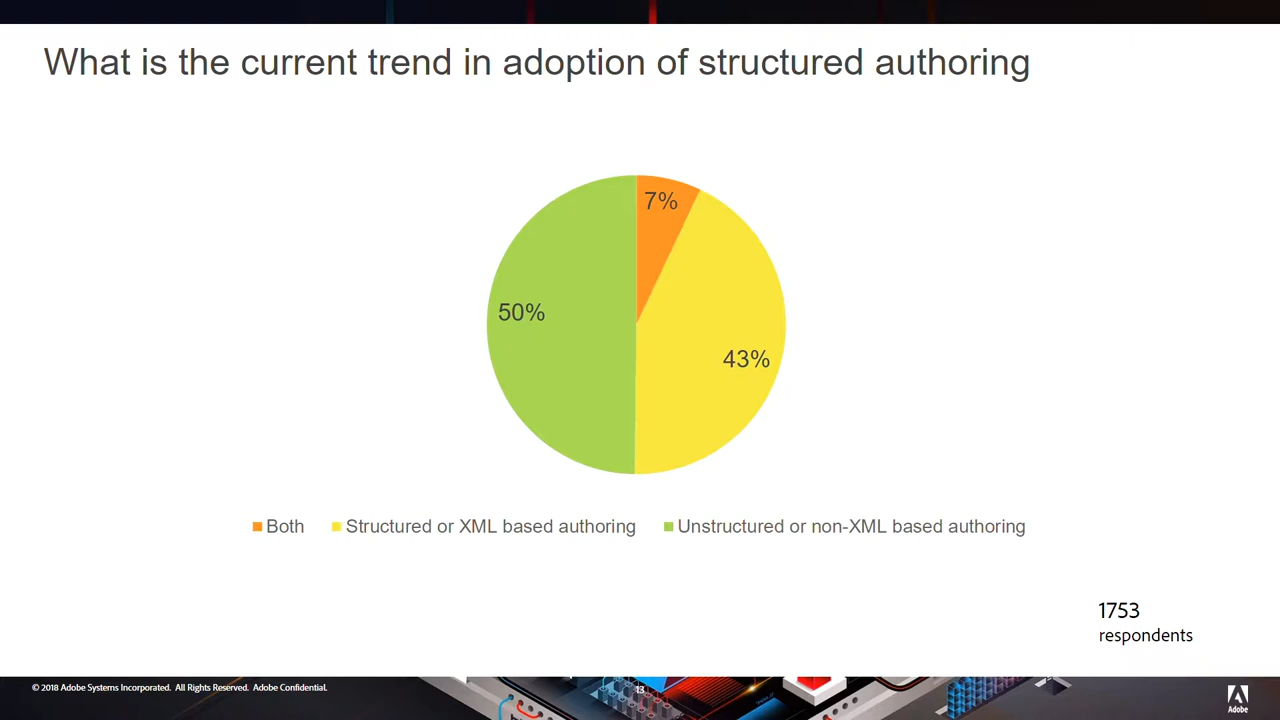 What is the current trend in adoption of structured authoring
7%
50%
43%
Both
Structured or XML based authoring
Unstructured or non-XML based authoring
1753
respondents
© 2018 Adobe Systems Incorporated. All Rights Reserved. Adobe Confidential.
13
Adobe